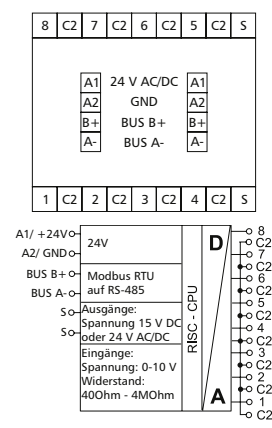 8 C2 7 C2 6 C2 5 C2 S
A1 24 V AC/DC A1
A2 GND A2
B+ BUS B+ B+
A- BUS A- A-
1 C2 2 C2 3 C2 4 C2 S
A1/ +24V
A2/ GND
BUS B+
BUS A-
S
S
24V
Modbus RTU
auf RS-485
Ausgänge:
Spannung 15 V DC
oder 24 V AC/DC
Eingänge:
Spannung: 0-10 V
Widerstand:
40Ohm - 4MOhm
RISC - CPU
D
A
8
C2
7
C2
6
C2
5
C2
4
C2
3
C2
2
C2
1
C2